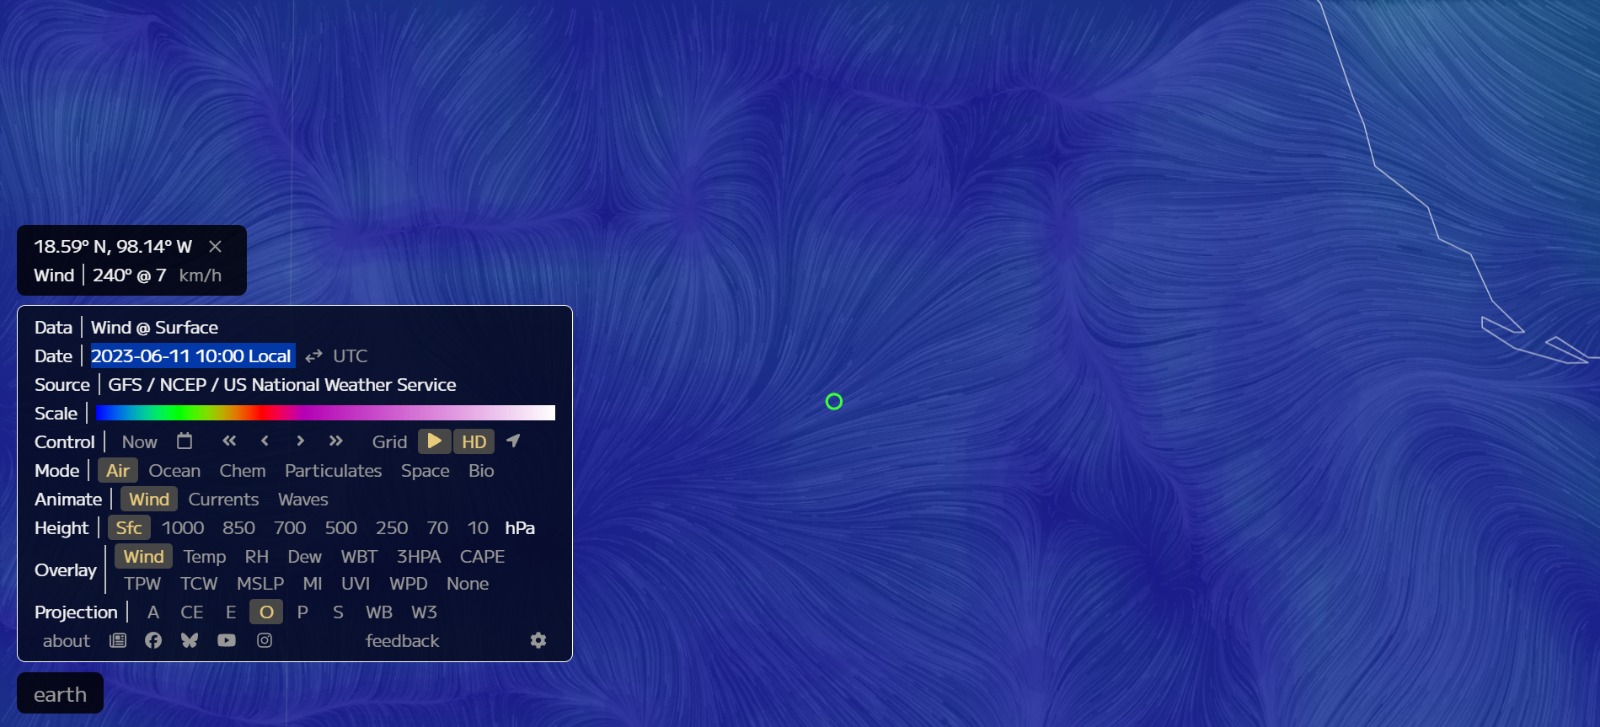 18.59° N, 98.14° W ×
Wind | 240° @ 7 km/h
Data | Wind @ Surface
Date | 2023-06-11 10:00 Local ⇄ UTC
Source | GFS / NCEP / US National Weather Service
Scale |
Control | Now « ‹ › » Grid HD
Mode | Air Ocean Chem Particulates Space Bio
Animate | Wind Currents Waves
Height | Sfc 1000 850 700 500 250 70 10 hPa
Overlay | Wind Temp RH Dew WBT 3HPA CAPE
TPW TCW MSLP MI UVI WPD None
Projection | A CE E O P S WB W3
about feedback
earth